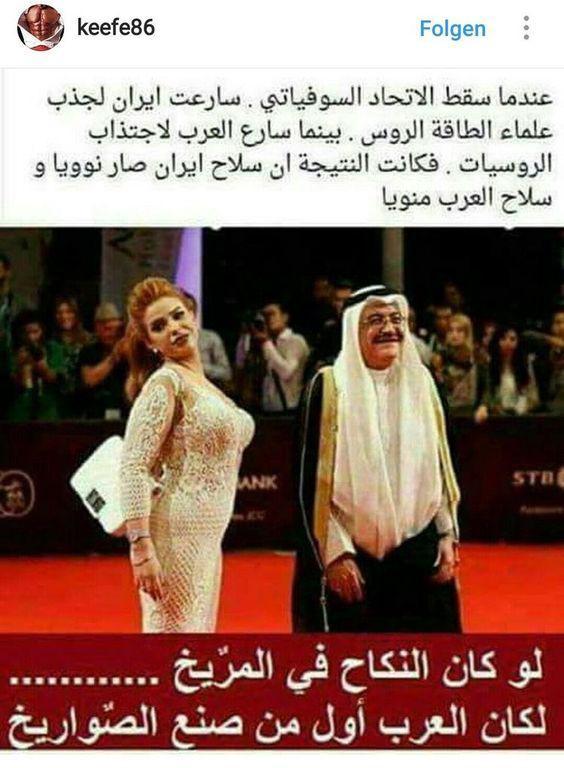 keefe86
Folgen
عندما سقط الاتحاد السوفياتي . سارعت ايران لجذب
علماء الطاقة الروس . بينما سارع العرب لاجتذاب
الروسيات . فكانت النتيجة ان سلاح ايران صار نوويا و
سلاح العرب منويا
ANK
STB
لو كان النكاح في المرّيخ ............
لكان العرب أول من صنع الصّواريخ